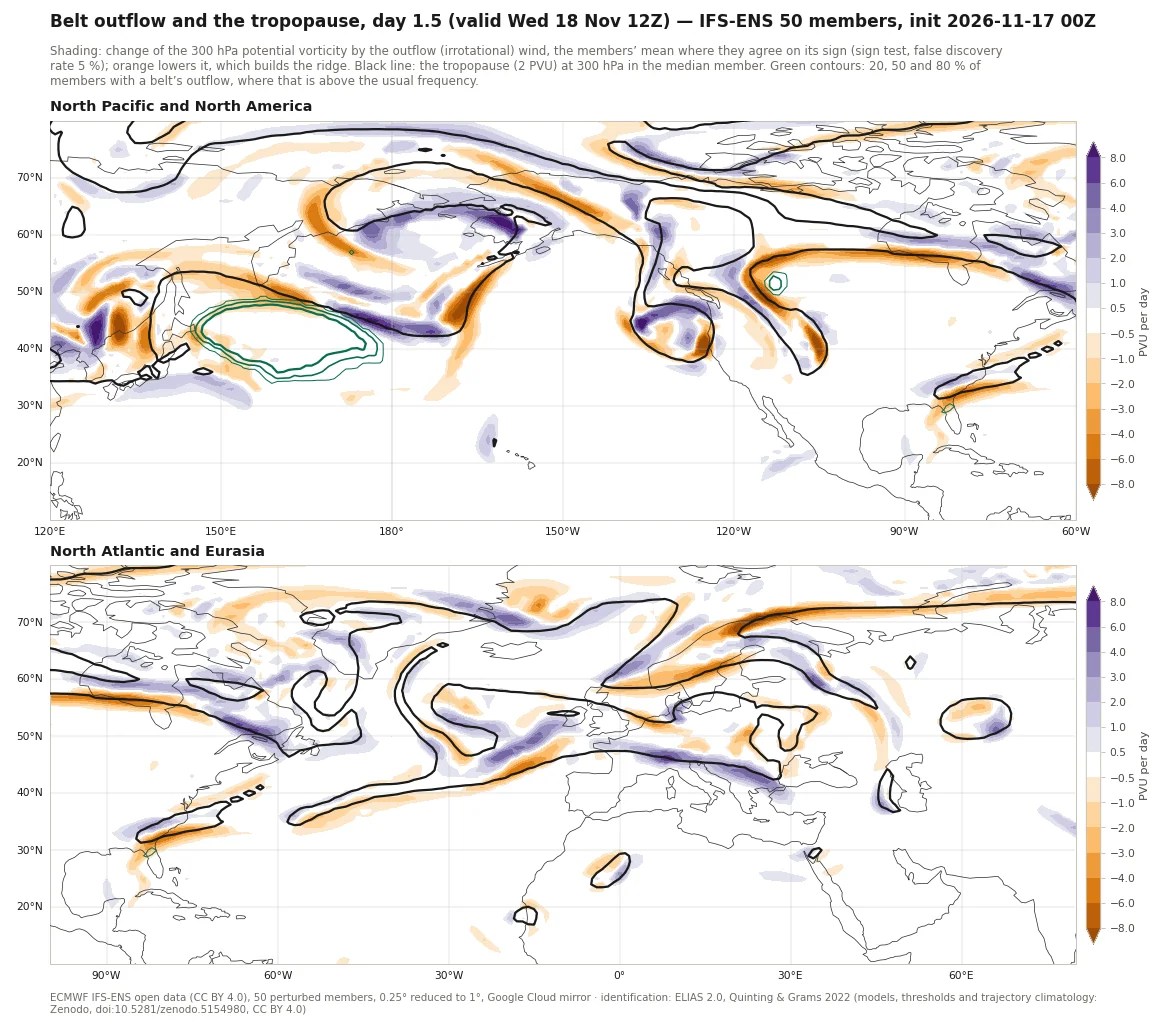 Belt outflow and the tropopause, day 1.5 (valid Wed 18 Nov 12Z) — IFS-ENS 50 members, init 2026-11-17 00Z
Shading: change of the 300 hPa potential vorticity by the outflow (irrotational) wind, the members’ mean where they agree on its sign (sign test, false discovery
rate 5 %); orange lowers it, which builds the ridge. Black line: the tropopause (2 PVU) at 300 hPa in the median member. Green contours: 20, 50 and 80 % of
members with a belt’s outflow, where that is above the usual frequency.
North Pacific and North America
70°N
60°N
50°N
40°N
30°N
20°N
120°E
150°E
180°
150°W
120°W
90°W
60°W
8.0
6.0
4.0
3.0
2.0
1.0
0.5
−0.5
−1.0
−2.0
−3.0
−4.0
−6.0
−8.0
PVU per day
North Atlantic and Eurasia
70°N
60°N
50°N
40°N
30°N
20°N
90°W
60°W
30°W
0°
30°E
60°E
8.0
6.0
4.0
3.0
2.0
1.0
0.5
−0.5
−1.0
−2.0
−3.0
−4.0
−6.0
−8.0
PVU per day
ECMWF IFS-ENS open data (CC BY 4.0), 50 perturbed members, 0.25° reduced to 1°, Google Cloud mirror · identification: ELIAS 2.0, Quinting & Grams 2022 (models, thresholds and trajectory climatology:
Zenodo, doi:10.5281/zenodo.5154980, CC BY 4.0)